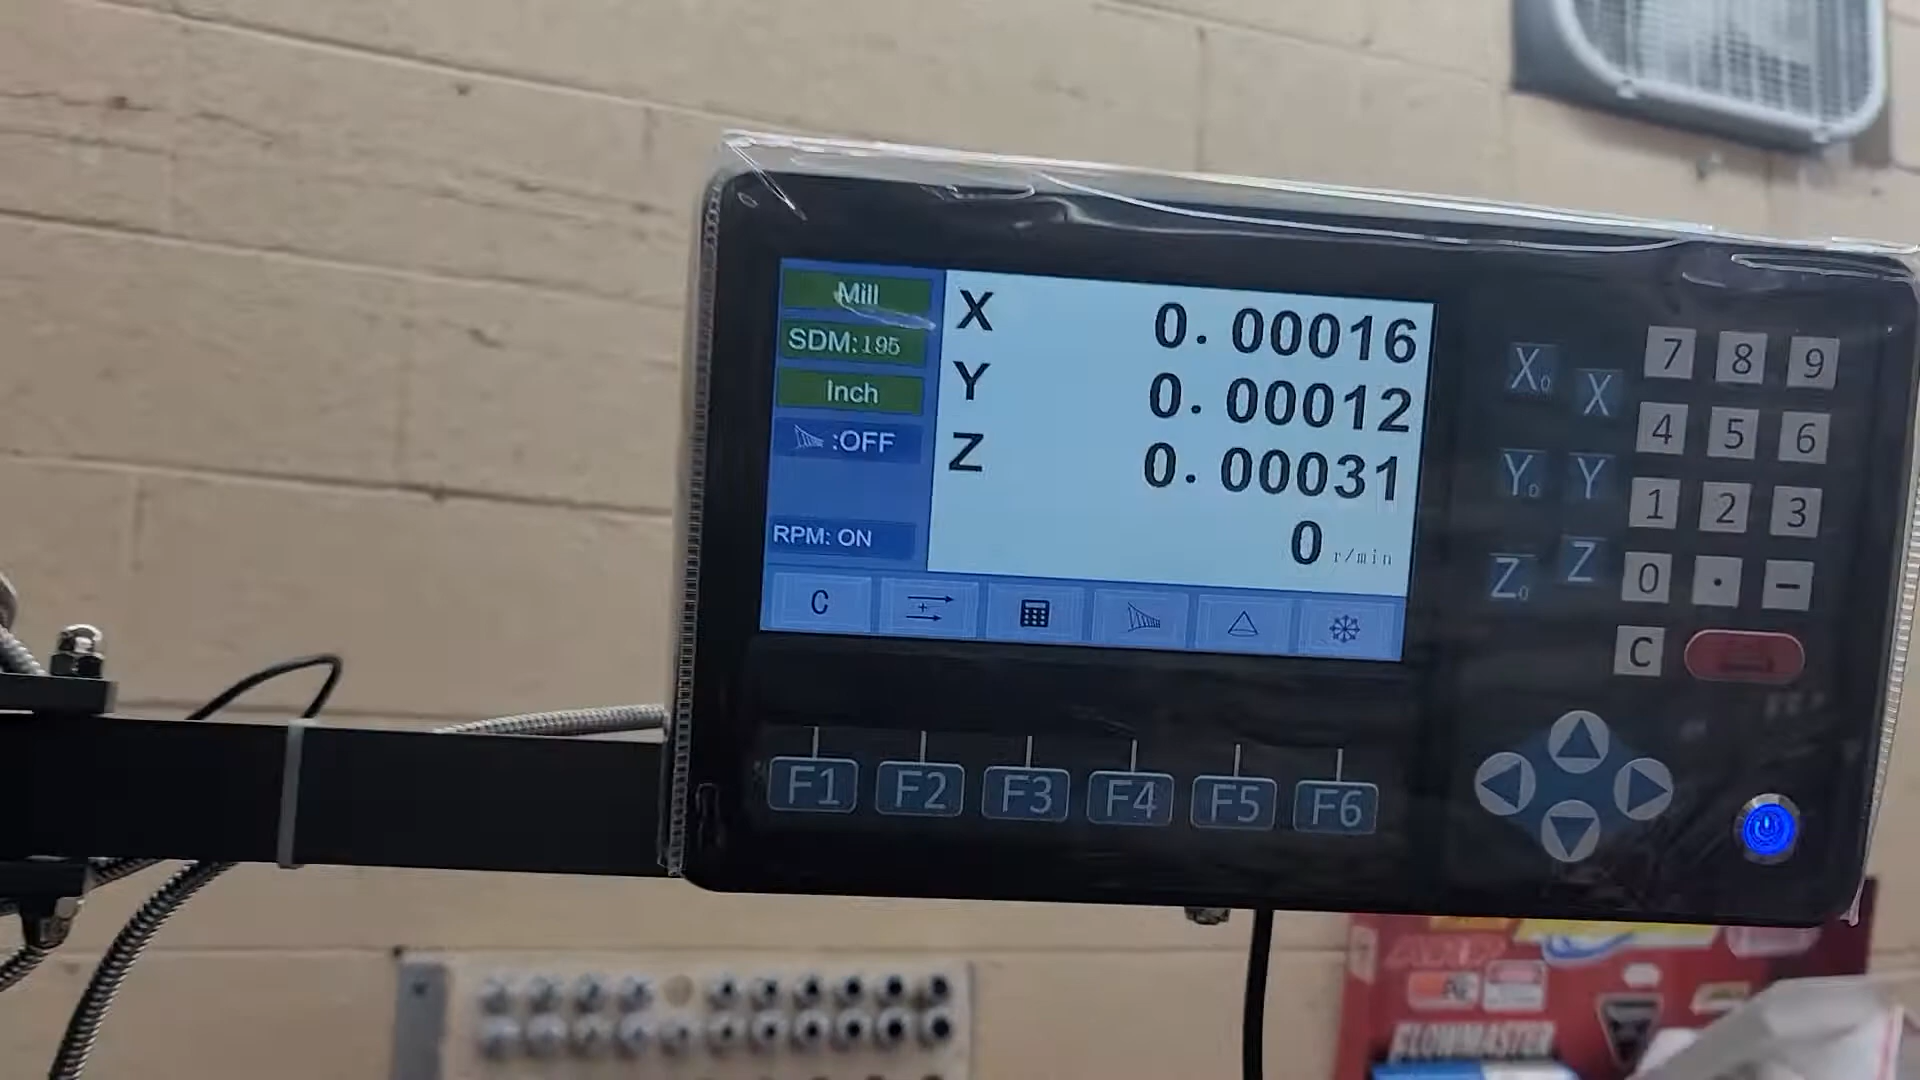 Mill
SDM:195
Inch
:OFF
RPM: ON
X 0.00016
Y 0.00012
Z 0.00031
0 r/min
C
F1 F2 F3 F4 F5 F6
X₀ X 7 8 9
4 5 6
Y₀ Y 1 2 3
Z₀ Z 0 . -
C
FLOWMASTER